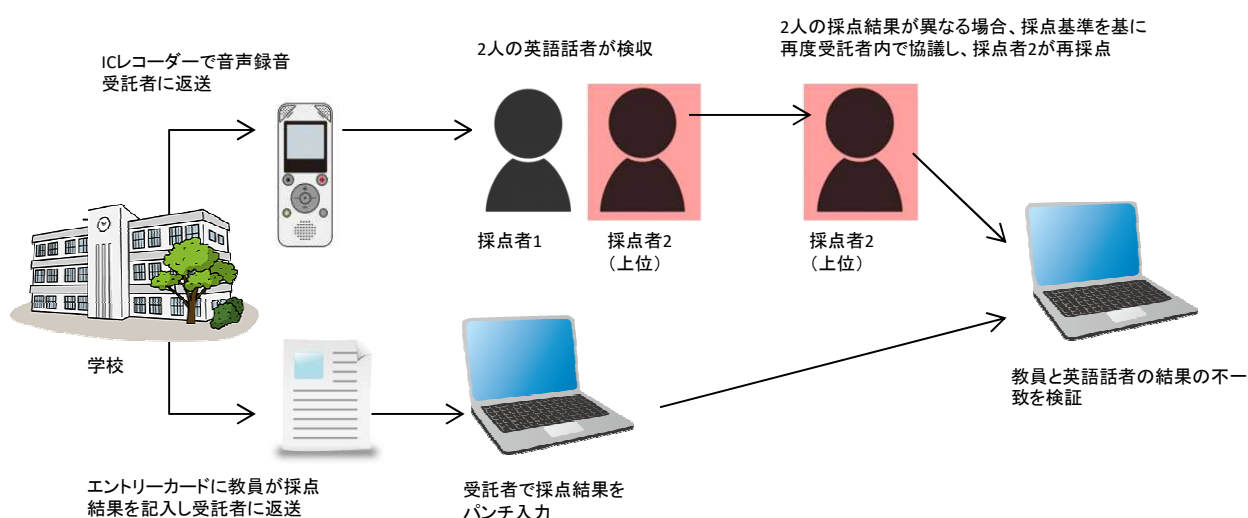 ICレコーダーで音声録音
受託者に返送
2人の英語話者が検収
2人の採点結果が異なる場合、採点基準を基に
再度受託者内で協議し、採点者2が再採点
採点者1
採点者2
（上位）
採点者2
（上位）
学校
教員と英語話者の結果の不一
致を検証
エントリーカードに教員が採点
結果を記入し受託者に返送
受託者で採点結果を
パンチ入力